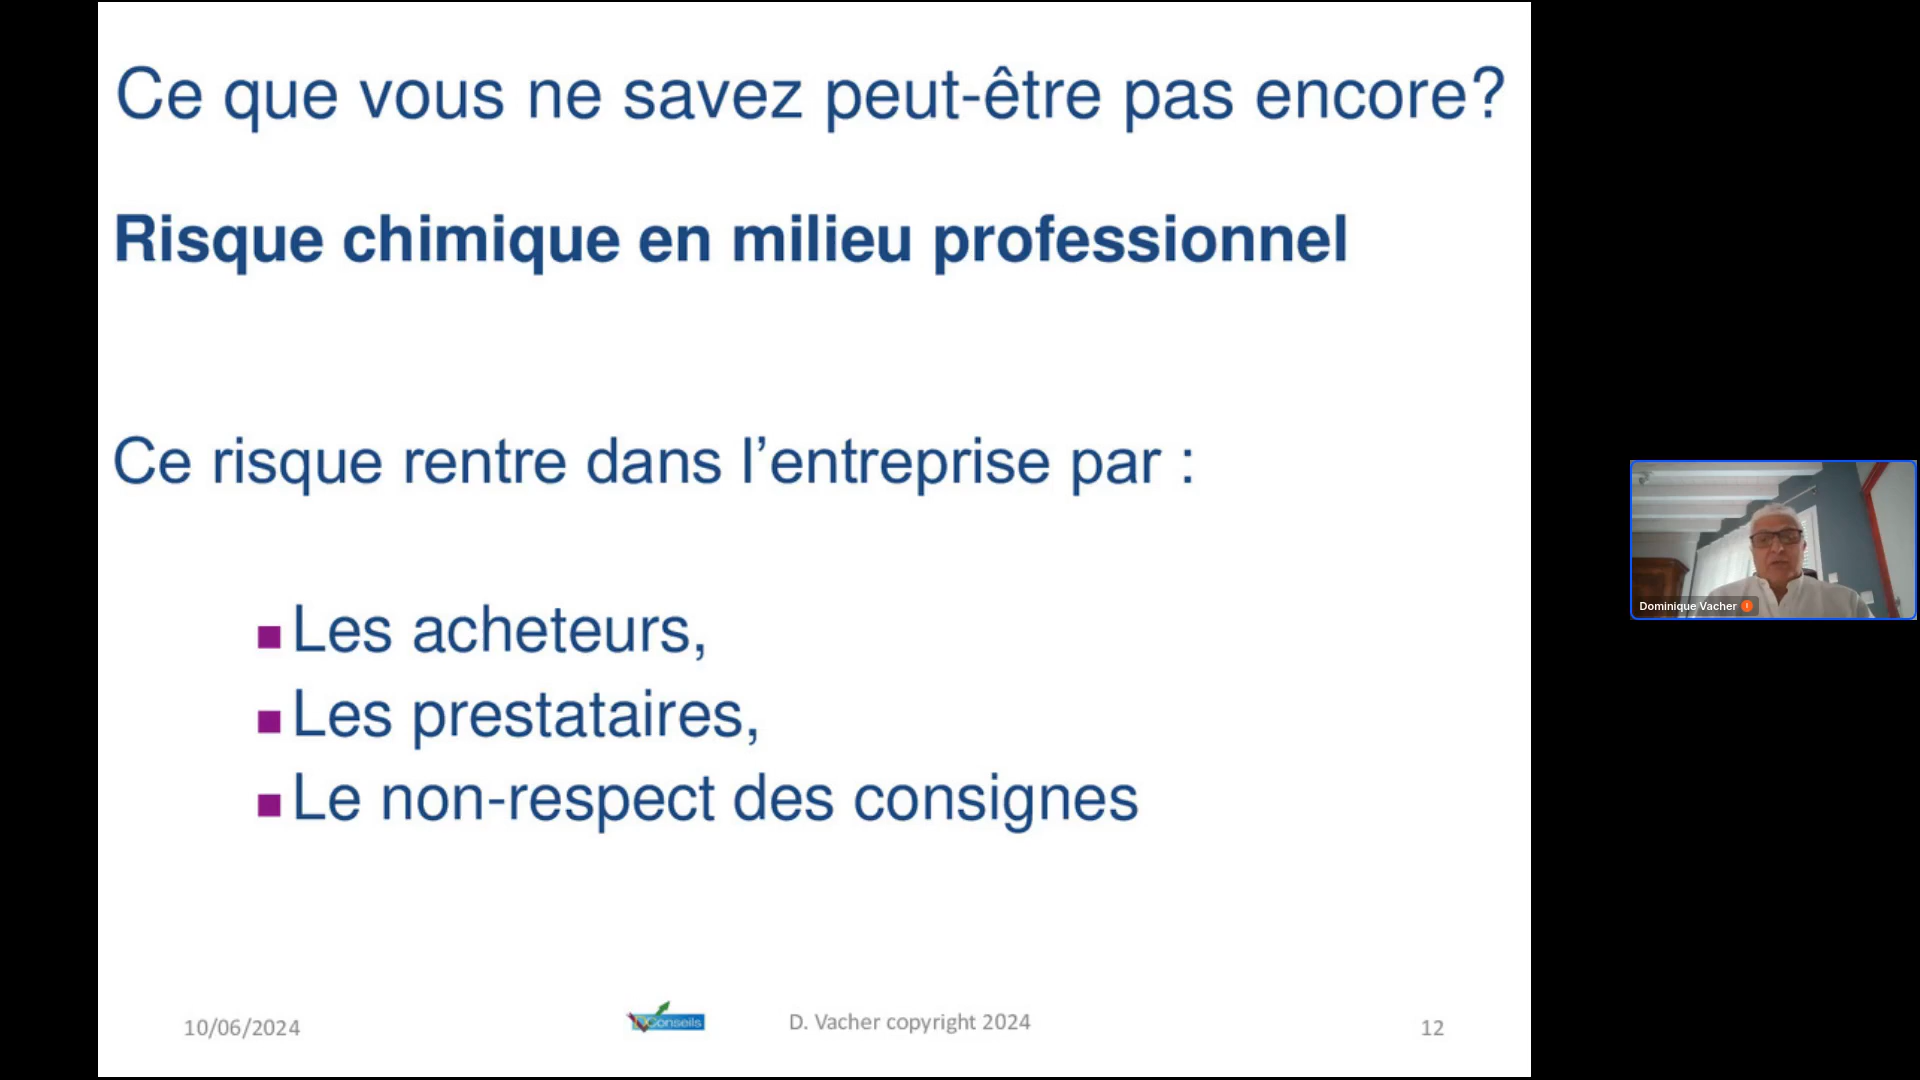 Ce que vous ne savez peut-être pas encore?
Risque chimique en milieu professionnel
Ce risque rentre dans l’entreprise par :
Les acheteurs,
Les prestataires,
Le non-respect des consignes
10/06/2024
Conseils
D. Vacher copyright 2024
12
Dominique Vacher